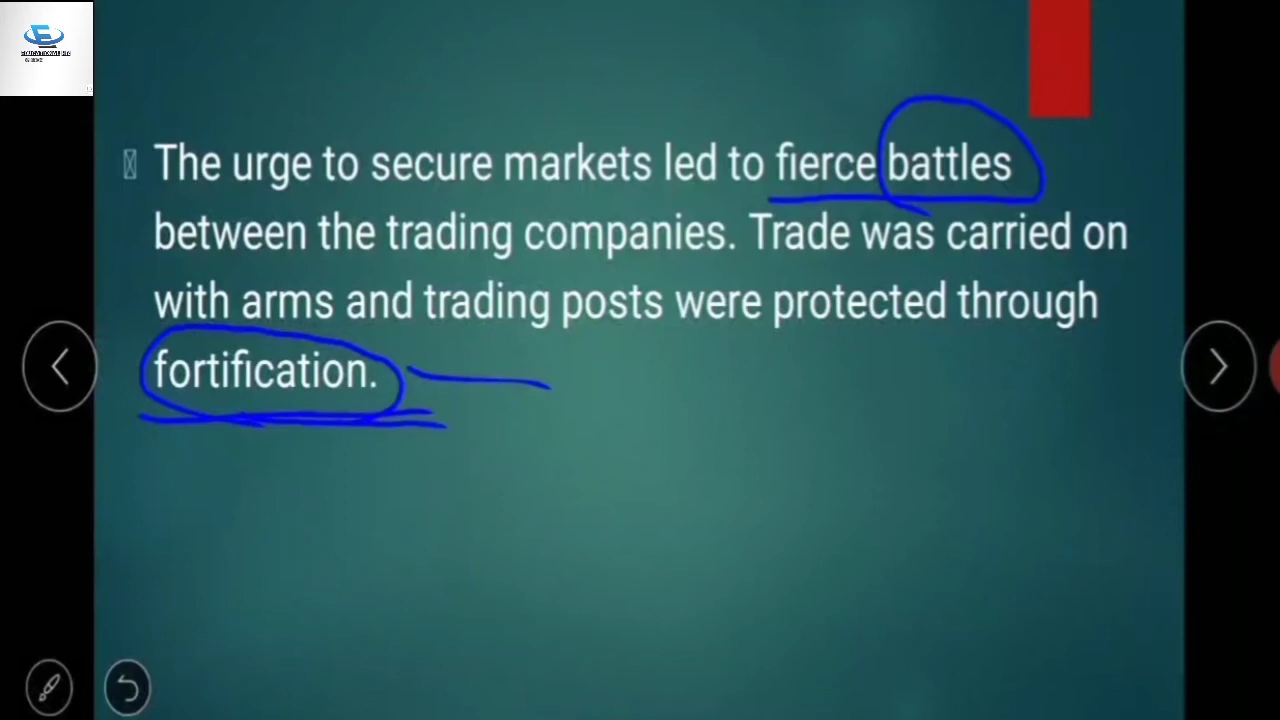 The urge to secure markets led to fierce battles
between the trading companies. Trade was carried on
with arms and trading posts were protected through
fortification.